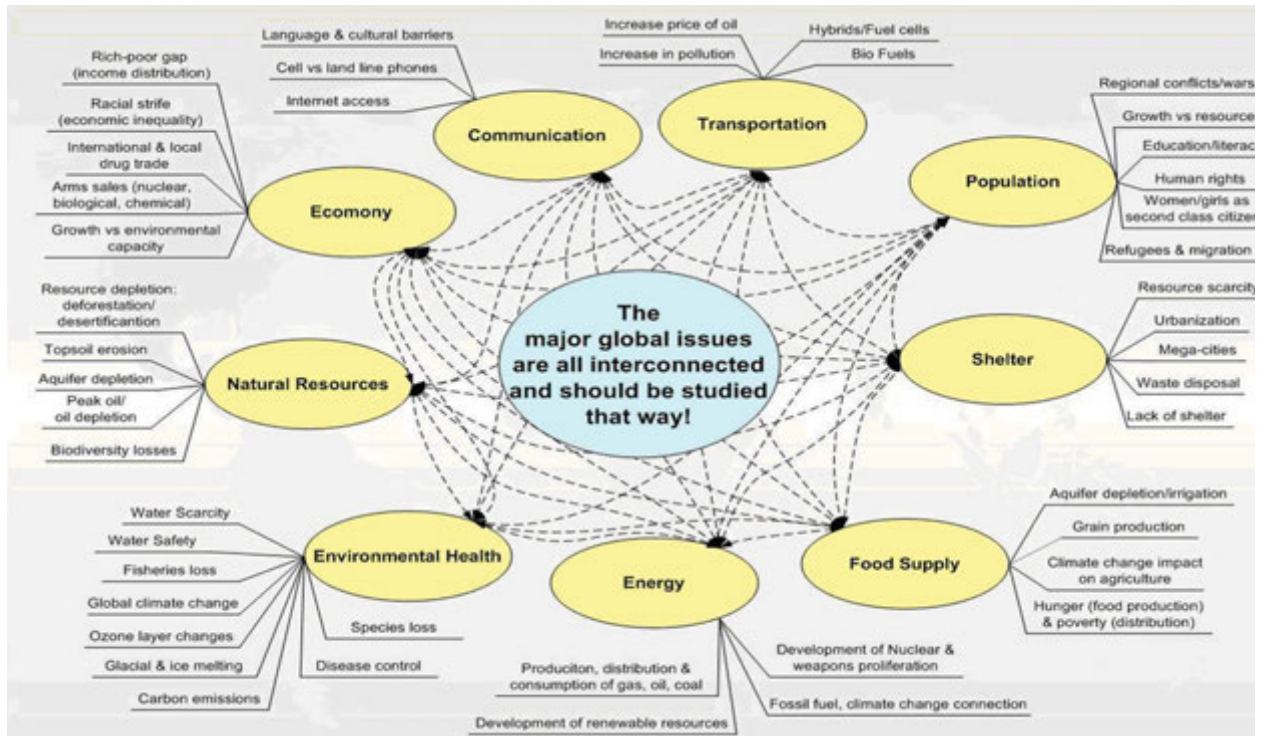 Language & cultural barriers
Cell vs land line phones
Internet access
Communication
Increase price of oil
Increase in pollution
Hybrids/Fuel cells
Bio Fuels
Transportation
Rich-poor gap
(income distribution)
Racial strife
(economic inequality)
International & local
drug trade
Arms sales (nuclear,
biological, chemical)
Growth vs environmental
capacity
Ecomony
Regional conflicts/wars
Growth vs resource
Education/literac
Human rights
Women/girls as
second class citizen
Refugees & migration
Population
The
major global issues
are all interconnected
and should be studied
that way!
Resource depletion:
deforestation/
desertificantion
Topsoil erosion
Aquifer depletion
Peak oil/
oil depletion
Biodiversity losses
Natural Resources
Resource scarcity
Urbanization
Mega-cities
Waste disposal
Lack of shelter
Shelter
Water Scarcity
Water Safety
Fisheries loss
Global climate change
Ozone layer changes
Glacial & ice melting
Carbon emissions
Species loss
Disease control
Environmental Health
Energy
Produciton, distribution &
consumption of gas, oil, coal
Development of renewable resources
Development of Nuclear &
weapons proliferation
Fossil fuel, climate change connection
Food Supply
Aquifer depletion/irrigation
Grain production
Climate change impact
on agriculture
Hunger (food production)
& poverty (distribution)